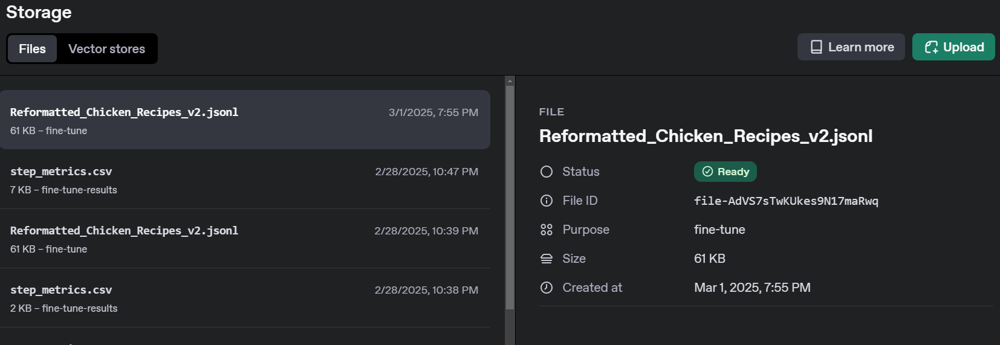 Storage
Files
Vector stores
Learn more
Upload
Reformatted_Chicken_Recipes_v2.jsonl
3/1/2025, 7:55 PM
61 KB – fine-tune
step_metrics.csv
2/28/2025, 10:47 PM
7 KB – fine-tune-results
Reformatted_Chicken_Recipes_v2.jsonl
2/28/2025, 10:39 PM
61 KB – fine-tune
step_metrics.csv
2/28/2025, 10:38 PM
2 KB – fine-tune-results
FILE
Reformatted_Chicken_Recipes_v2.jsonl
Status
Ready
File ID
file-AdVS7sTwKUkes9N17maRwq
Purpose
fine-tune
Size
61 KB
Created at
Mar 1, 2025, 7:55 PM